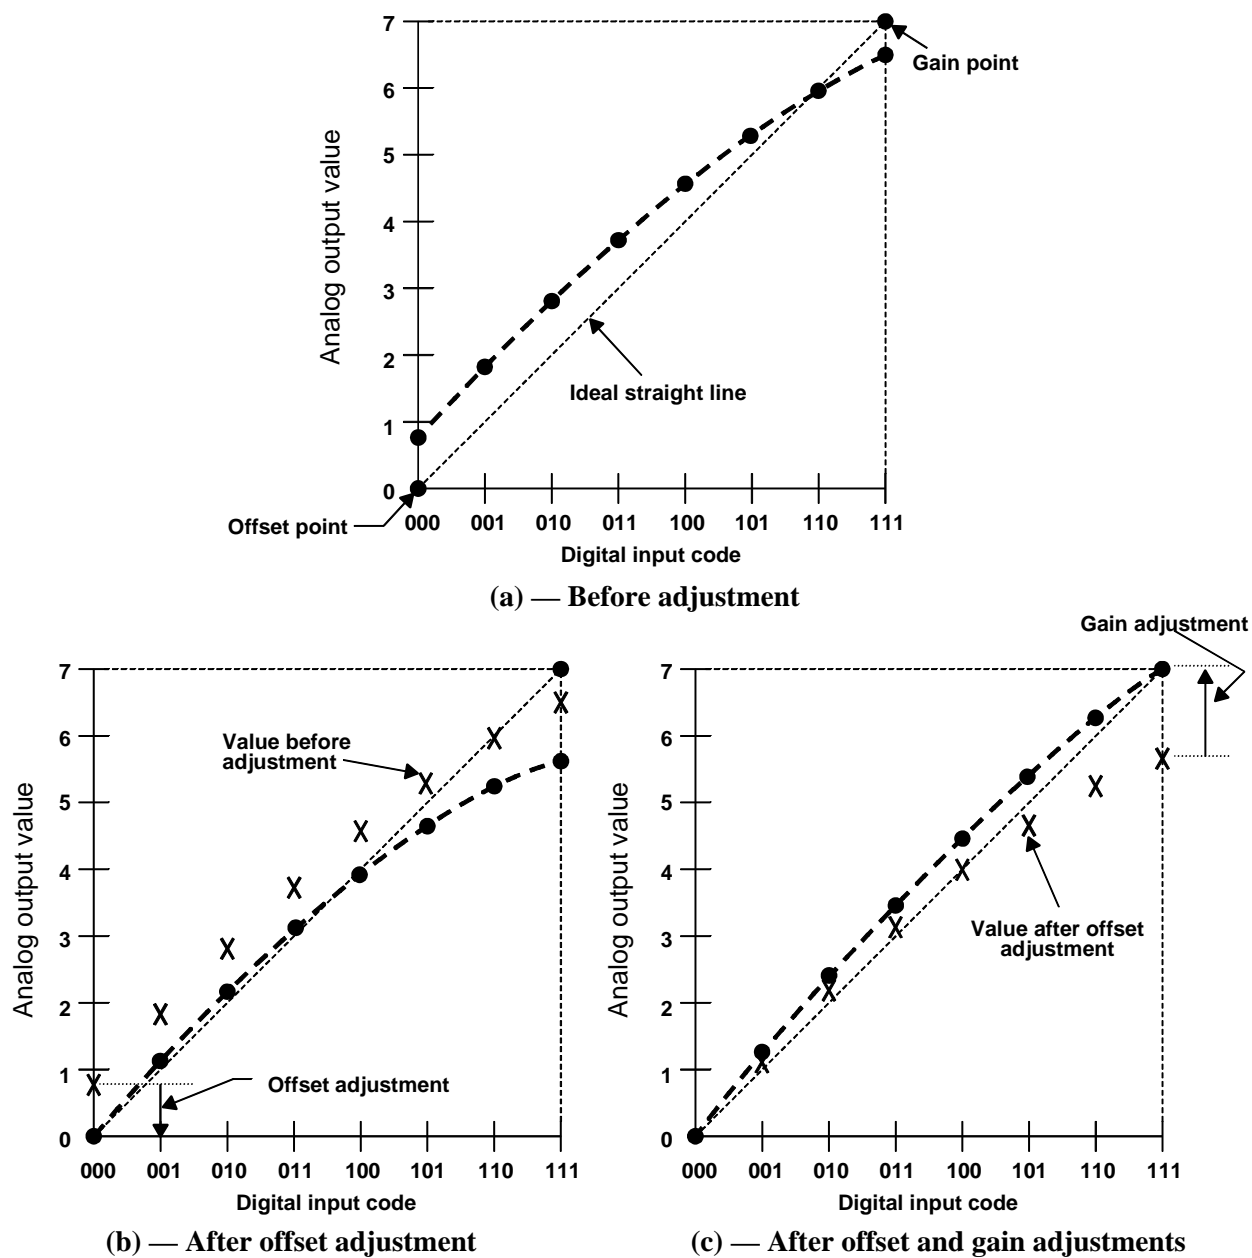 7
Gain point
6
5
4
3
2
1
0
Analog output value
Ideal straight line
Offset point
000 001 010 011 100 101 110 111
Digital input code
(a) — Before adjustment
7
6
5
4
3
2
1
0
Analog output value
Value before
adjustment
Offset adjustment
000 001 010 011 100 101 110 111
Digital input code
(b) — After offset adjustment
Gain adjustment
7
6
5
4
3
2
1
0
Analog output value
Value after offset
adjustment
000 001 010 011 100 101 110 111
Digital input code
(c) — After offset and gain adjustments